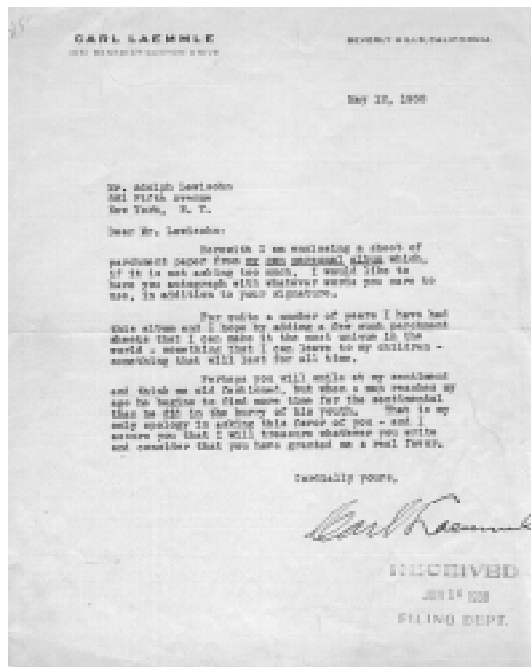 CARL LAEMMLE
BEVERLY HILLS, CALIFORNIA
May 12, 1938
Mr. Adolph Lewisohn
881 Fifth Avenue
New York, N. Y.
Dear Mr. Lewisohn:
Herewith I am enclosing a sheet of
parchment paper from my own personal album which,
if it is not asking too much, I would like to
have you autograph with whatever words you care to
use, in addition to your signature.
For quite a number of years I have had
this album and I hope by adding a few such parchment
sheets that I can make it the most unique in the
world - something that I can leave to my children -
something that will last for all time.
Perhaps you will smile at my sentiment
and think me old fashioned, but when a man reaches my
age he begins to find more time for the sentimental
than he did in the hurry of his youth. That is my
only apology in asking this favor of you - and I
assure you that I will treasure whatever you write
and consider that you have granted me a real favor.
Cordially yours,
Carl Laemmle
RECEIVED
JUN 1938
FILING DEPT.